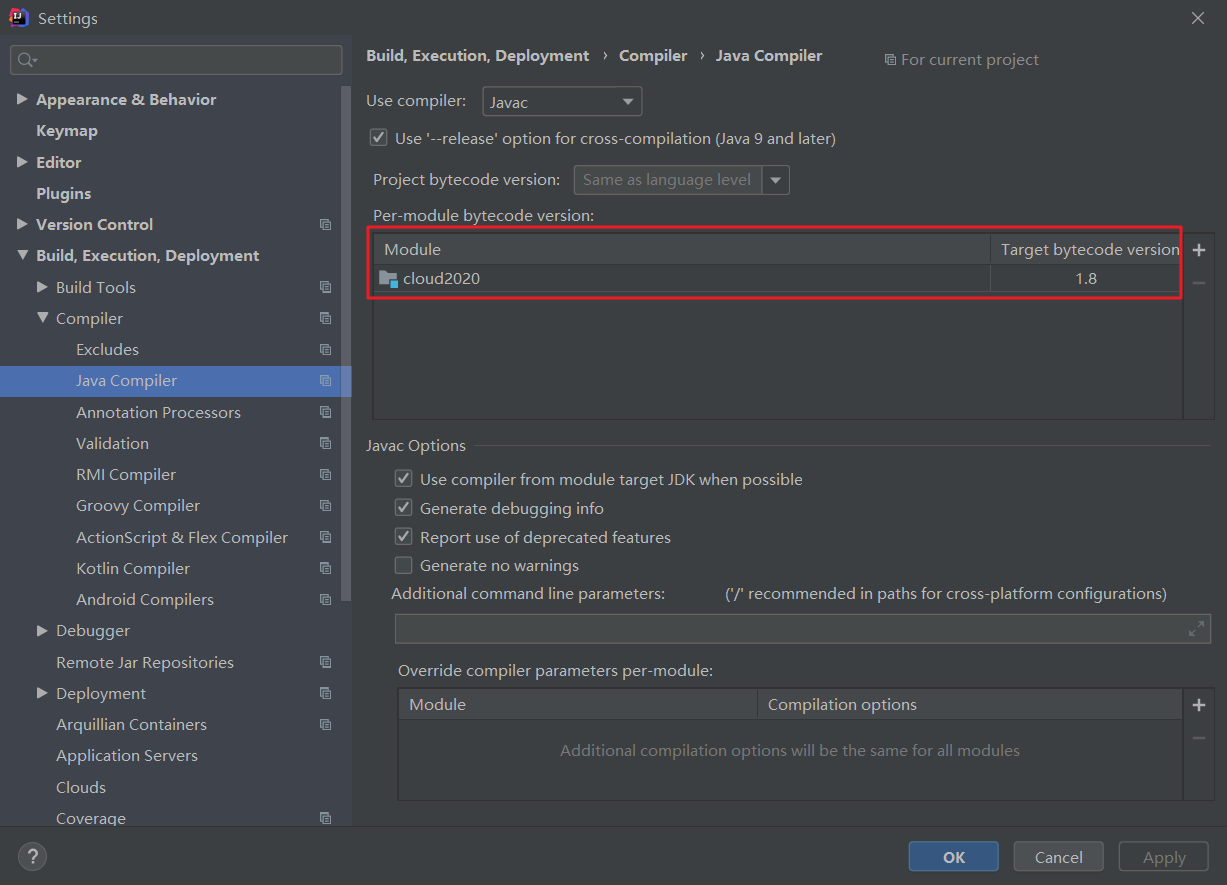 Settings
Appearance & Behavior
Keymap
Editor
Plugins
Version Control
Build, Execution, Deployment
Build Tools
Compiler
Excludes
Java Compiler
Annotation Processors
Validation
RMI Compiler
Groovy Compiler
ActionScript & Flex Compiler
Kotlin Compiler
Android Compilers
Debugger
Remote Jar Repositories
Deployment
Arquillian Containers
Application Servers
Clouds
Coverage
Build, Execution, Deployment › Compiler › Java Compiler For current project
Use compiler: Javac
Use '--release' option for cross-compilation (Java 9 and later)
Project bytecode version: Same as language level
Per-module bytecode version:
Module Target bytecode version
cloud2020 1.8
Javac Options
Use compiler from module target JDK when possible
Generate debugging info
Report use of deprecated features
Generate no warnings
Additional command line parameters: ('/' recommended in paths for cross-platform configurations)
Override compiler parameters per-module:
Module Compilation options
Additional compilation options will be the same for all modules
? OK Cancel Apply